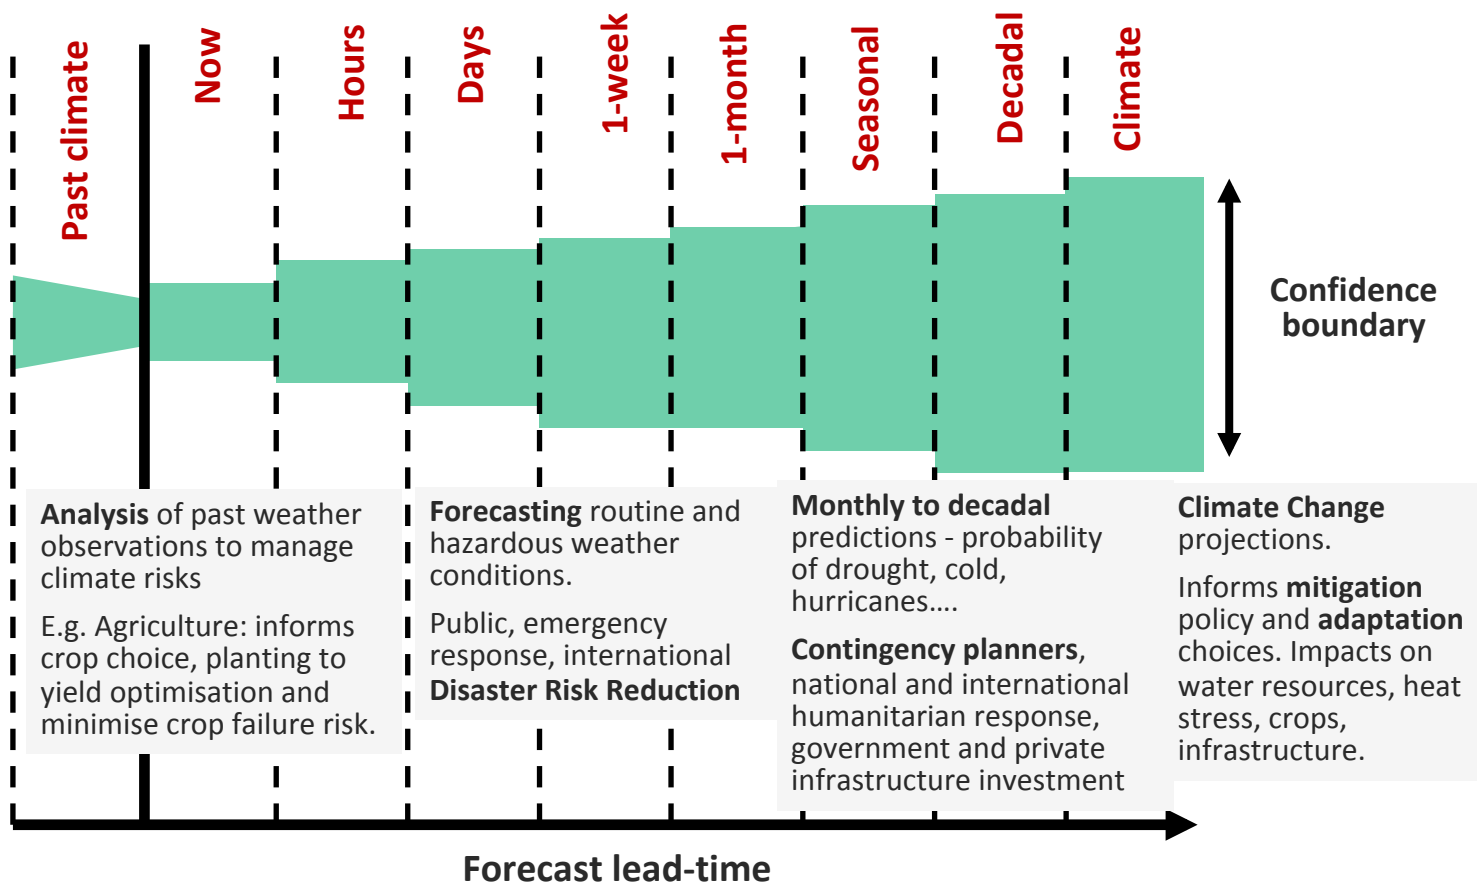 Past climate
Now
Hours
Days
1-week
1-month
Seasonal
Decadal
Climate
Confidence
boundary
Analysis of past weather
observations to manage
climate risks
E.g. Agriculture: informs
crop choice, planting to
yield optimisation and
minimise crop failure risk.
Forecasting routine and
hazardous weather
conditions.
Public, emergency
response, international
Disaster Risk Reduction
Monthly to decadal
predictions - probability
of drought, cold,
hurricanes....
Contingency planners,
national and international
humanitarian response,
government and private
infrastructure investment
Climate Change
projections.
Informs mitigation
policy and adaptation
choices. Impacts on
water resources, heat
stress, crops,
infrastructure.
Forecast lead-time